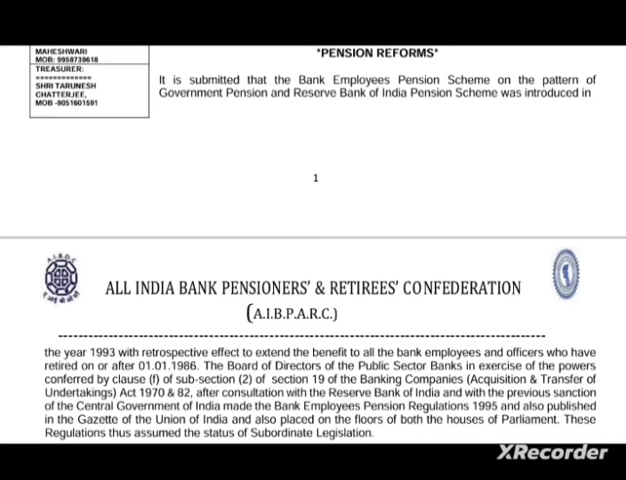 MAHESHWARI
MOB: 9958739618
TREASURER:
-------------
SHRI TARUNESH
CHATTERJEE,
MOB -9051601591
*PENSION REFORMS*
It is submitted that the Bank Employees Pension Scheme on the pattern of
Government Pension and Reserve Bank of India Pension Scheme was introduced in
1
A.I.B.O.C
ALL INDIA BANK PENSIONERS' & RETIREES' CONFEDERATION
(A.I.B.P.A.R.C.)
the year 1993 with retrospective effect to extend the benefit to all the bank employees and officers who have
retired on or after 01.01.1986. The Board of Directors of the Public Sector Banks in exercise of the powers
conferred by clause (f) of sub-section (2) of section 19 of the Banking Companies (Acquisition & Transfer of
Undertakings) Act 1970 & 82, after consultation with the Reserve Bank of India and with the previous sanction
of the Central Government of India made the Bank Employees Pension Regulations 1995 and also published
in the Gazette of the Union of India and also placed on the floors of both the houses of Parliament. These
Regulations thus assumed the status of Subordinate Legislation.
XRecorder